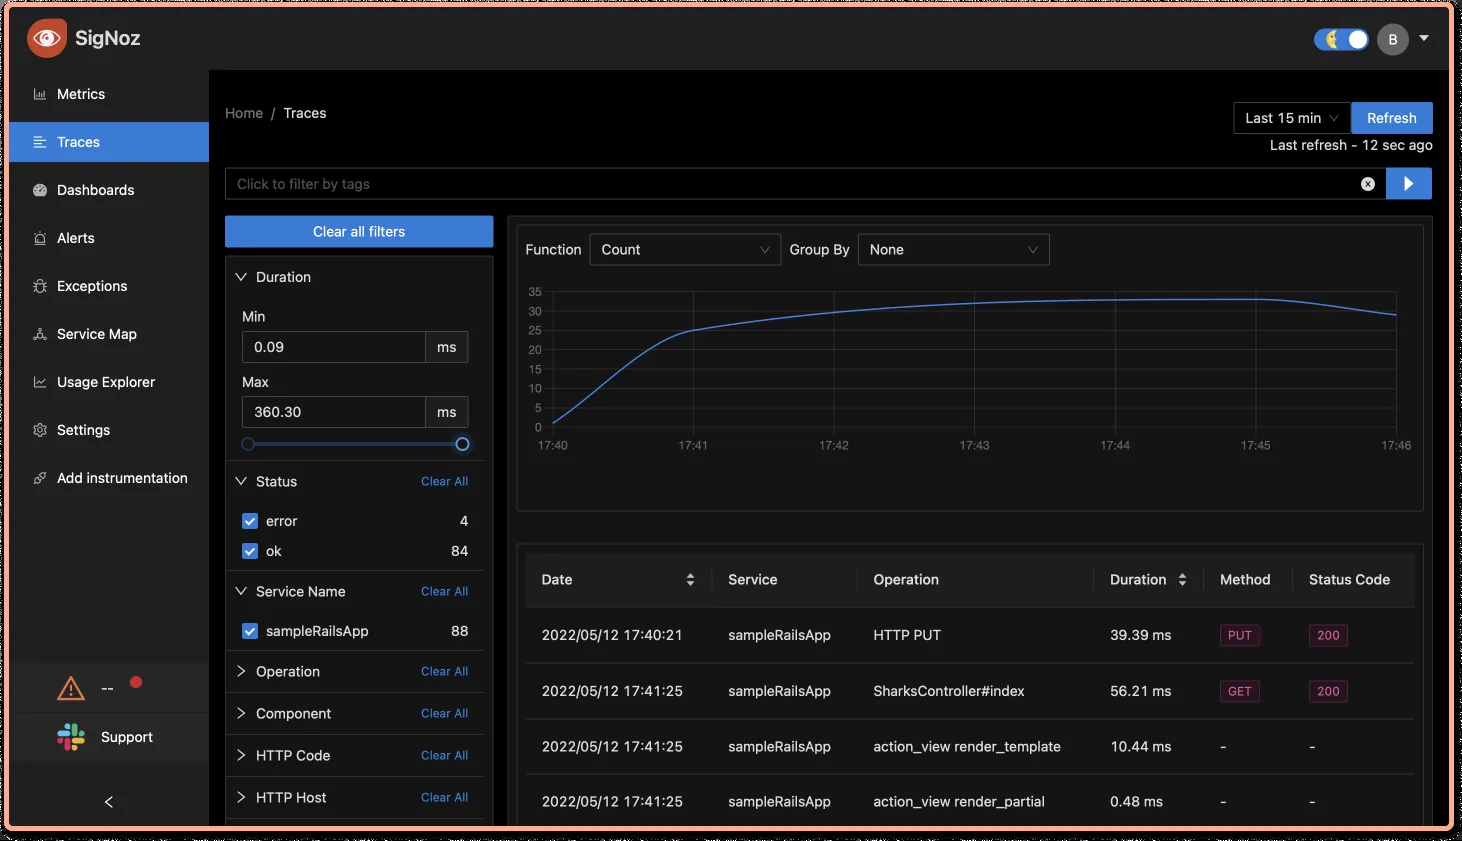 SigNoz
B
Metrics
Traces
Dashboards
Alerts
Exceptions
Service Map
Usage Explorer
Settings
Add instrumentation
--
Support
Home / Traces
Last 15 min
Refresh
Last refresh - 12 sec ago
Click to filter by tags
Clear all filters
Duration
Min
0.09 ms
Max
360.30 ms
Status Clear All
error 4
ok 84
Service Name Clear All
sampleRailsApp 88
Operation Clear All
Component Clear All
HTTP Code Clear All
HTTP Host Clear All
Function Count Group By None
35
30
25
20
15
10
5
0
17:40 17:41 17:42 17:43 17:44 17:45 17:46
Date Service Operation Duration Method Status Code
2022/05/12 17:40:21 sampleRailsApp HTTP PUT 39.39 ms PUT 200
2022/05/12 17:41:25 sampleRailsApp SharksController#index 56.21 ms GET 200
2022/05/12 17:41:25 sampleRailsApp action_view render_template 10.44 ms - -
2022/05/12 17:41:25 sampleRailsApp action_view render_partial 0.48 ms - -